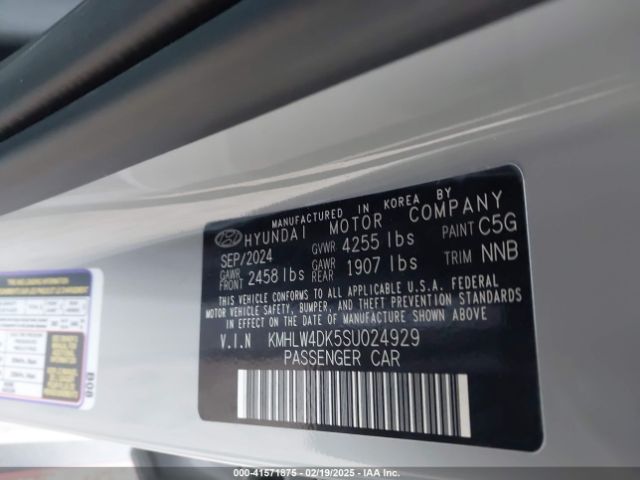 MANUFACTURED IN KOREA BY
HYUNDAI MOTOR COMPANY
SEP/2024 GVWR 4255 lbs PAINT C5G
GAWR FRONT 2458 lbs GAWR REAR 1907 lbs TRIM NNB
THIS VEHICLE CONFORMS TO ALL APPLICABLE U.S.A. FEDERAL
MOTOR VEHICLE SAFETY, BUMPER, AND THEFT PREVENTION STANDARDS
IN EFFECT ON THE DATE OF MANUFACTURE SHOWN ABOVE
V.I.N KMHLW4DK5SU024929
PASSENGER CAR
B08
000-41571875 - 02/19/2025 - IAA Inc.